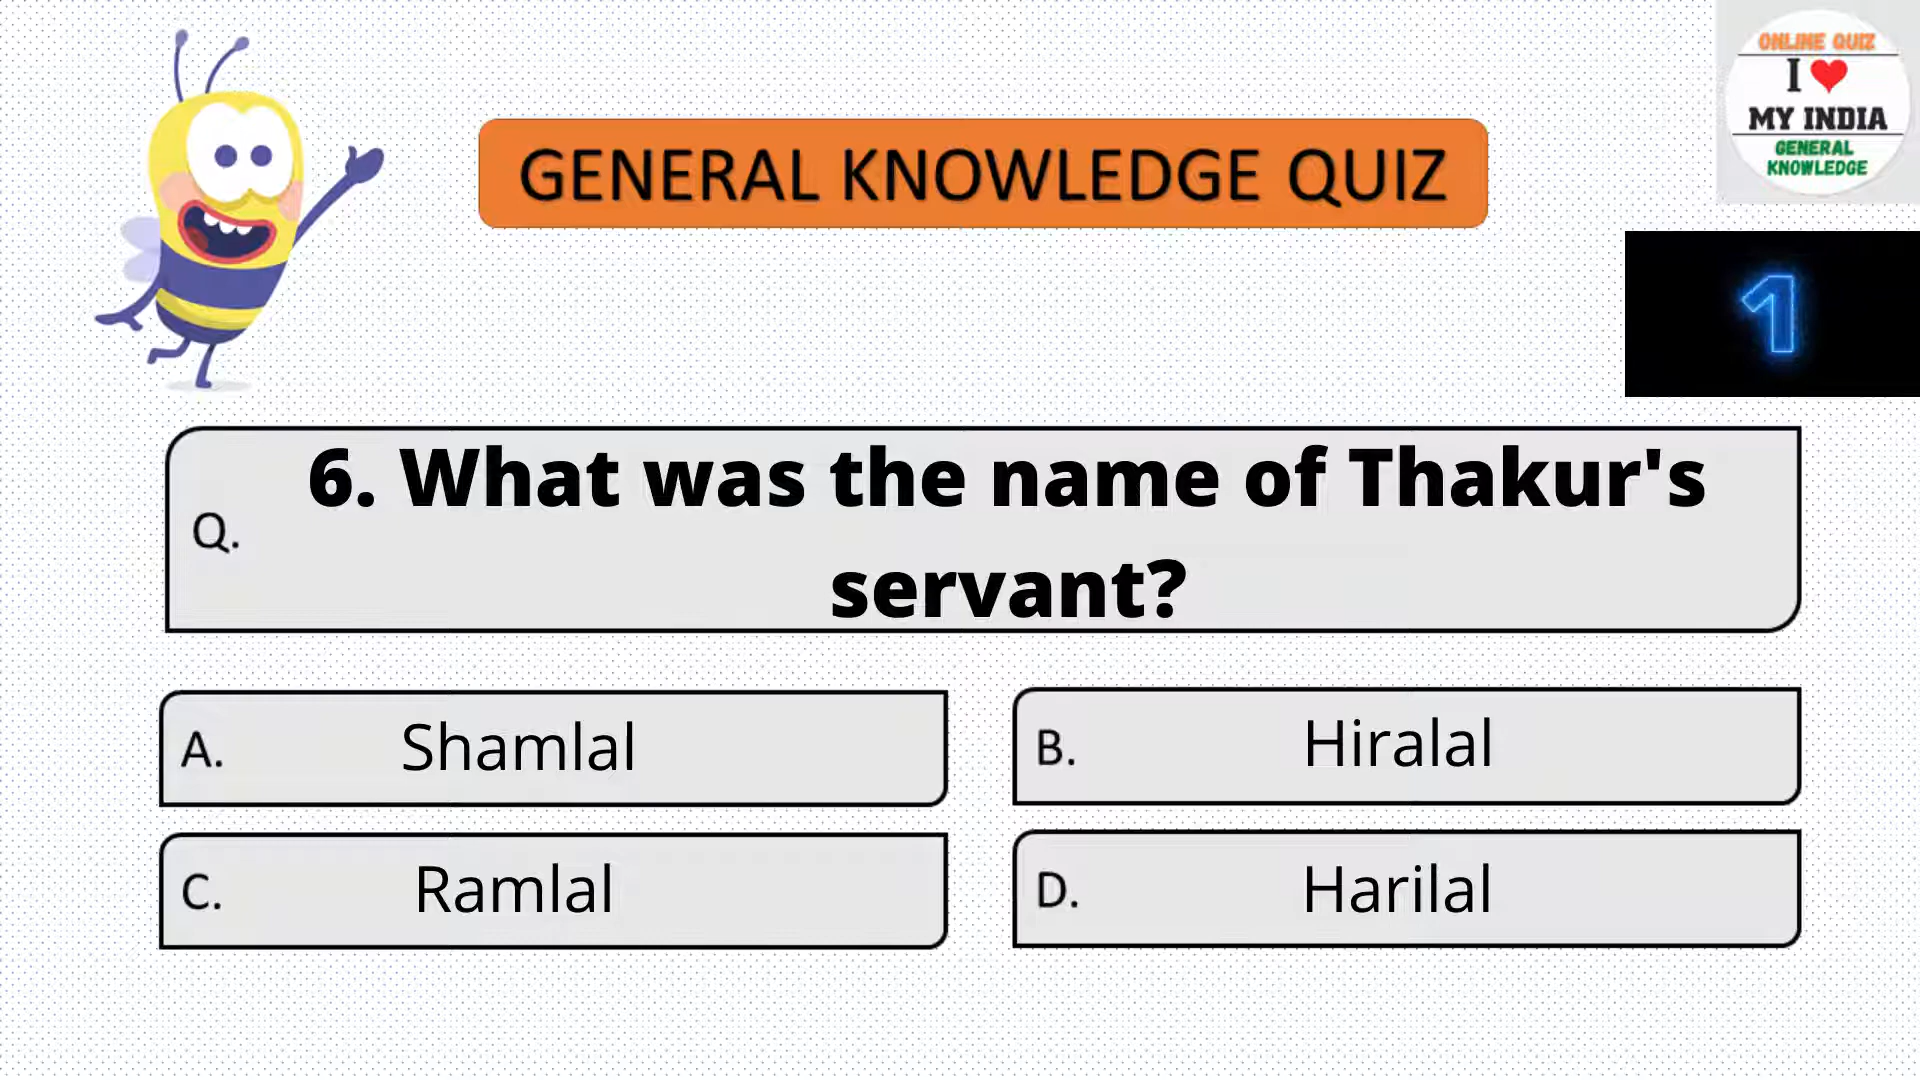 ONLINE QUIZ
I ❤
MY INDIA
GENERAL
KNOWLEDGE
GENERAL KNOWLEDGE QUIZ
1
Q. 6. What was the name of Thakur's
servant?
A. Shamlal
B. Hiralal
C. Ramlal
D. Harilal